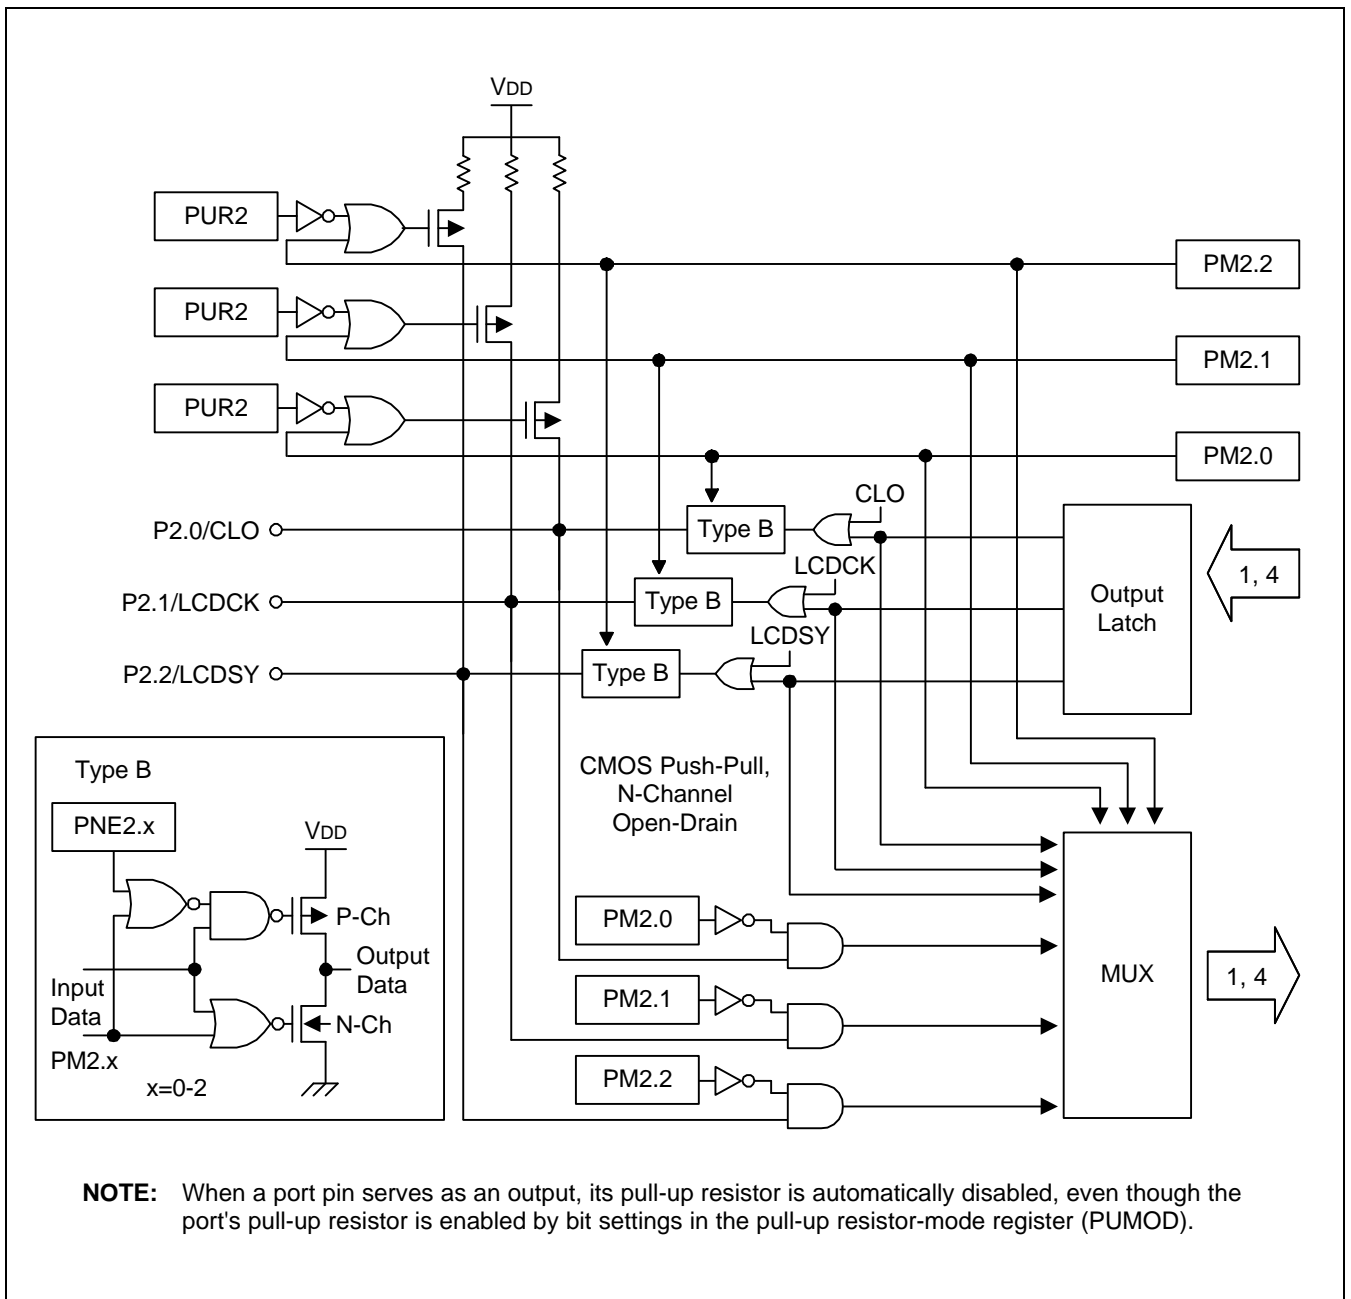 VDD
PUR2
PM2.2
PUR2
PM2.1
PUR2
PM2.0
CLO
P2.0/CLO
Type B
LCDCK
Output
Latch
1, 4
P2.1/LCDCK
Type B
LCDSY
P2.2/LCDSY
Type B
CMOS Push-Pull,
N-Channel
Open-Drain
Type B
PNE2.x
VDD
P-Ch
Output
Data
Input
Data
N-Ch
PM2.x
x=0-2
PM2.0
PM2.1
PM2.2
MUX
1, 4
NOTE: When a port pin serves as an output, its pull-up resistor is automatically disabled, even though the
port's pull-up resistor is enabled by bit settings in the pull-up resistor-mode register (PUMOD).